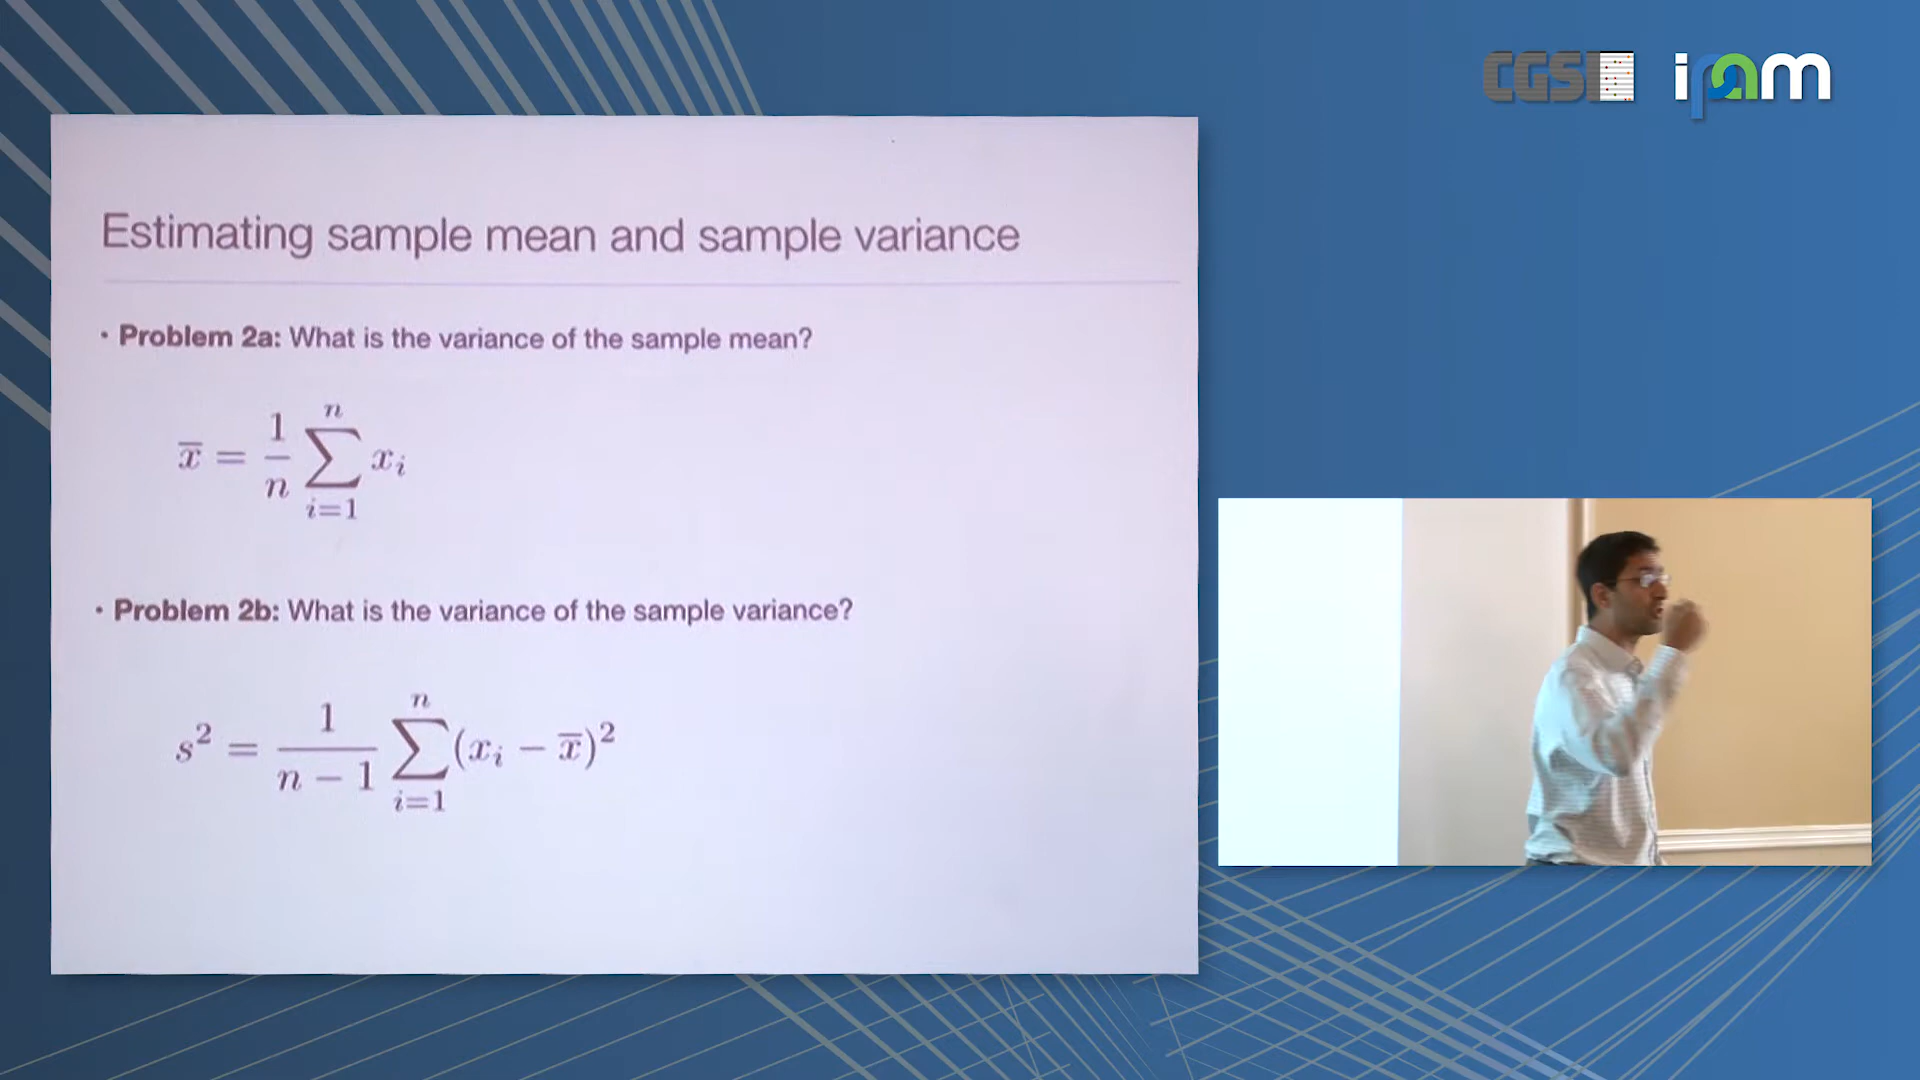 CGSI ipam
Estimating sample mean and sample variance
• Problem 2a: What is the variance of the sample mean?
x̅ = 1/n ∑_{i=1}^{n} x_i
• Problem 2b: What is the variance of the sample variance?
s² = 1/(n − 1) ∑_{i=1}^{n} (x_i − x̅)²